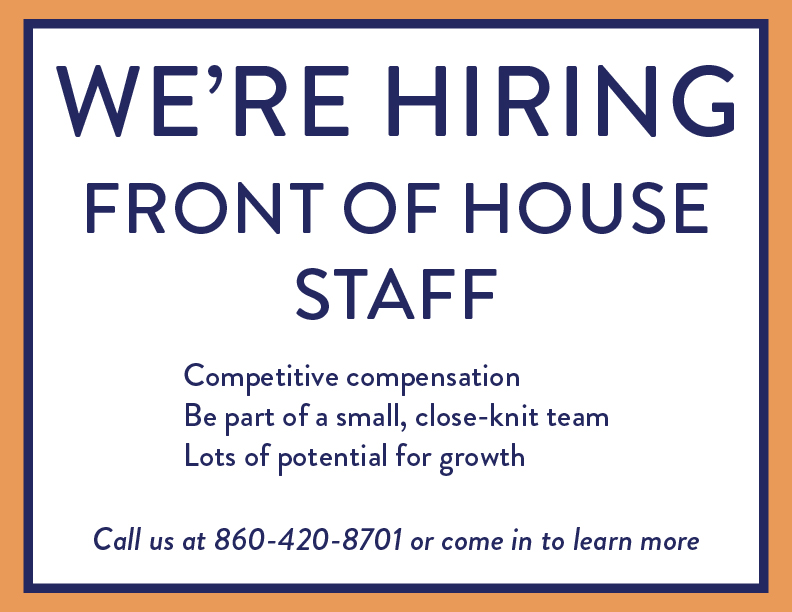 WE’RE HIRING
FRONT OF HOUSE
STAFF
Competitive compensation
Be part of a small, close-knit team
Lots of potential for growth
Call us at 860-420-8701 or come in to learn more